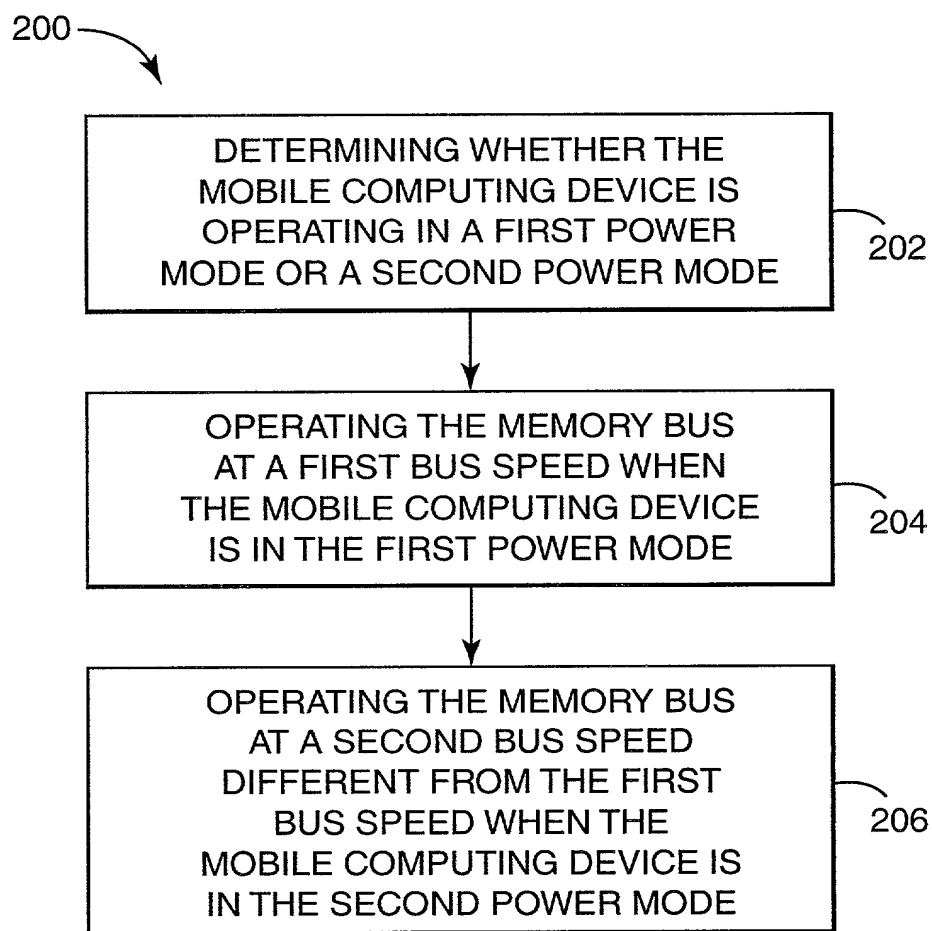 200
DETERMINING WHETHER THE
MOBILE COMPUTING DEVICE IS
OPERATING IN A FIRST POWER
MODE OR A SECOND POWER MODE
202
OPERATING THE MEMORY BUS
AT A FIRST BUS SPEED WHEN
THE MOBILE COMPUTING DEVICE
IS IN THE FIRST POWER MODE
204
OPERATING THE MEMORY BUS
AT A SECOND BUS SPEED
DIFFERENT FROM THE FIRST
BUS SPEED WHEN THE
MOBILE COMPUTING DEVICE IS
IN THE SECOND POWER MODE
206